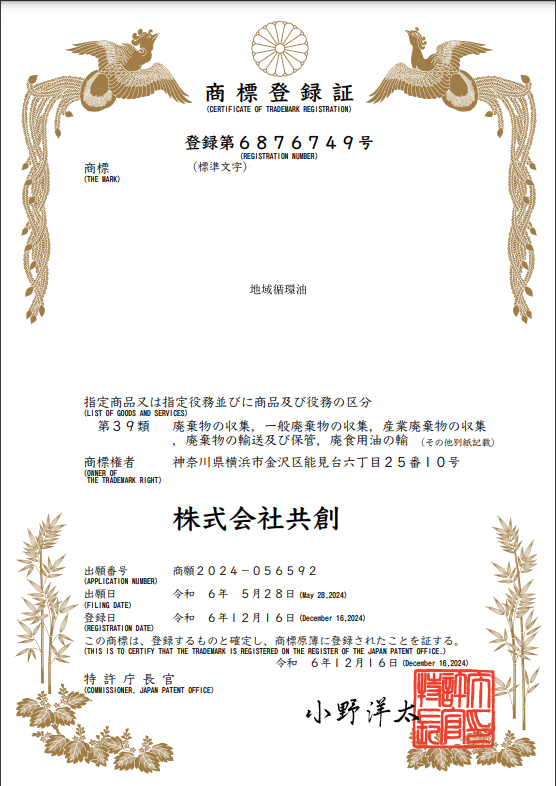 商標登録証
(CERTIFICATE OF TRADEMARK REGISTRATION)
登録第６８７６７４９号
(REGISTRATION NUMBER)
商標
(THE MARK)
(標準文字)
地域循環油
指定商品又は指定役務並びに商品及び役務の区分
(LIST OF GOODS AND SERVICES)
第３９類 廃棄物の収集，一般廃棄物の収集，産業廃棄物の収集
，廃棄物の輸送及び保管，廃食用油の輸 (その他別紙記載)
商標権者 神奈川県横浜市金沢区能見台六丁目２５番１０号
(OWNER OF
THE TRADEMARK RIGHT)
株式会社共創
出願番号 商願２０２４－０５６５９２
(APPLICATION NUMBER)
出願日 令和 ６年 ５月２８日 (May 28,2024)
(FILING DATE)
登録日 令和 ６年１２月１６日 (December 16,2024)
(REGISTRATION DATE)
この商標は、登録するものと確定し、商標原簿に登録されたことを証する。
(THIS IS TO CERTIFY THAT THE TRADEMARK IS REGISTERED ON THE REGISTER OF THE JAPAN PATENT OFFICE.)
令和 ６年１２月１６日 (December 16,2024)
特許庁長官
(COMMISSIONER, JAPAN PATENT OFFICE)
小野洋太